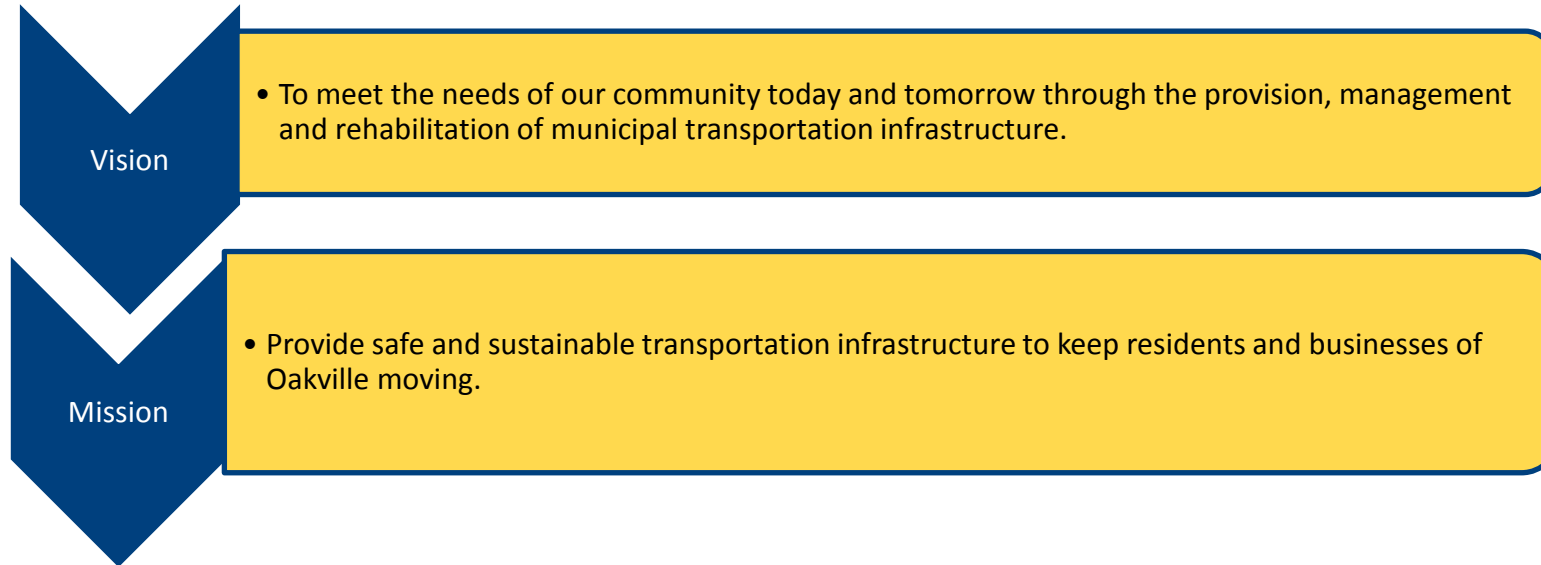 Vision
• To meet the needs of our community today and tomorrow through the provision, management
and rehabilitation of municipal transportation infrastructure.
Mission
• Provide safe and sustainable transportation infrastructure to keep residents and businesses of
Oakville moving.